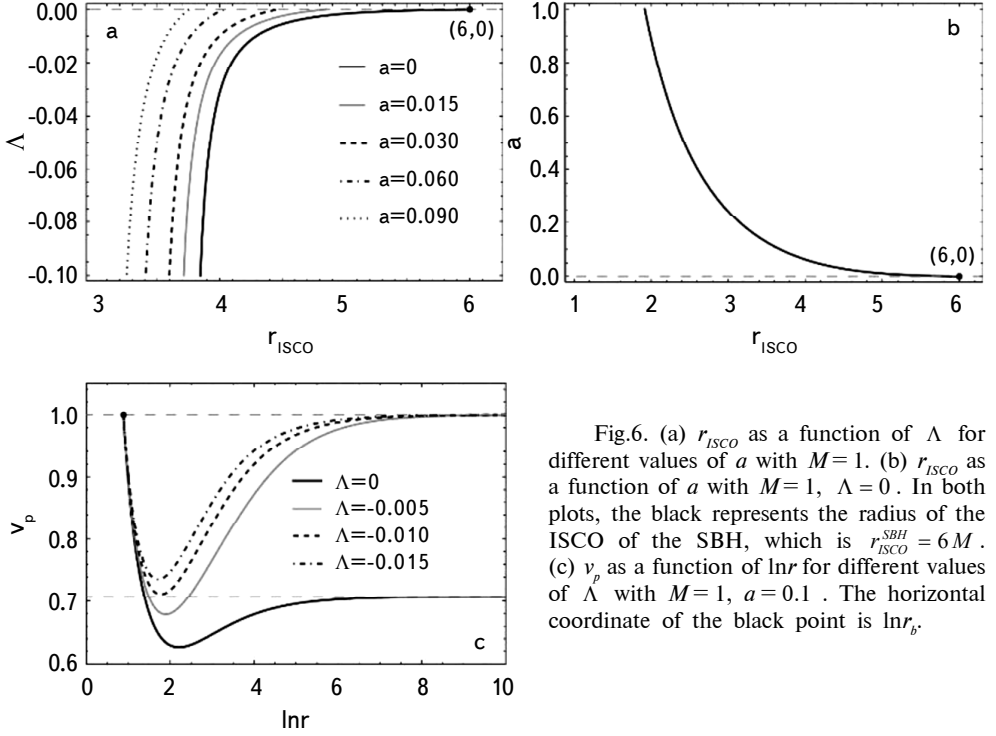 a
(6,0)
0.00
-0.02
-0.04
-0.06
-0.08
-0.10
Λ
a=0
a=0.015
a=0.030
a=0.060
a=0.090
3 4 5 6
r_ISCO
b
(6,0)
1.0
0.8
0.6
0.4
0.2
0.0
a
1 2 3 4 5 6
r_ISCO
1.0
0.9
0.8
0.7
0.6
v_p
Λ=0
Λ=-0.005
Λ=-0.010
Λ=-0.015
c
0 2 4 6 8 10
lnr
Fig.6. (a) r_ISCO as a function of Λ for
different values of a with M = 1. (b) r_ISCO as
a function of a with M = 1, Λ = 0 . In both
plots, the black represents the radius of the
ISCO of the SBH, which is r^SBH_ISCO = 6 M .
(c) v_p as a function of lnr for different values
of Λ with M = 1, a = 0.1 . The horizontal
coordinate of the black point is lnr_b.